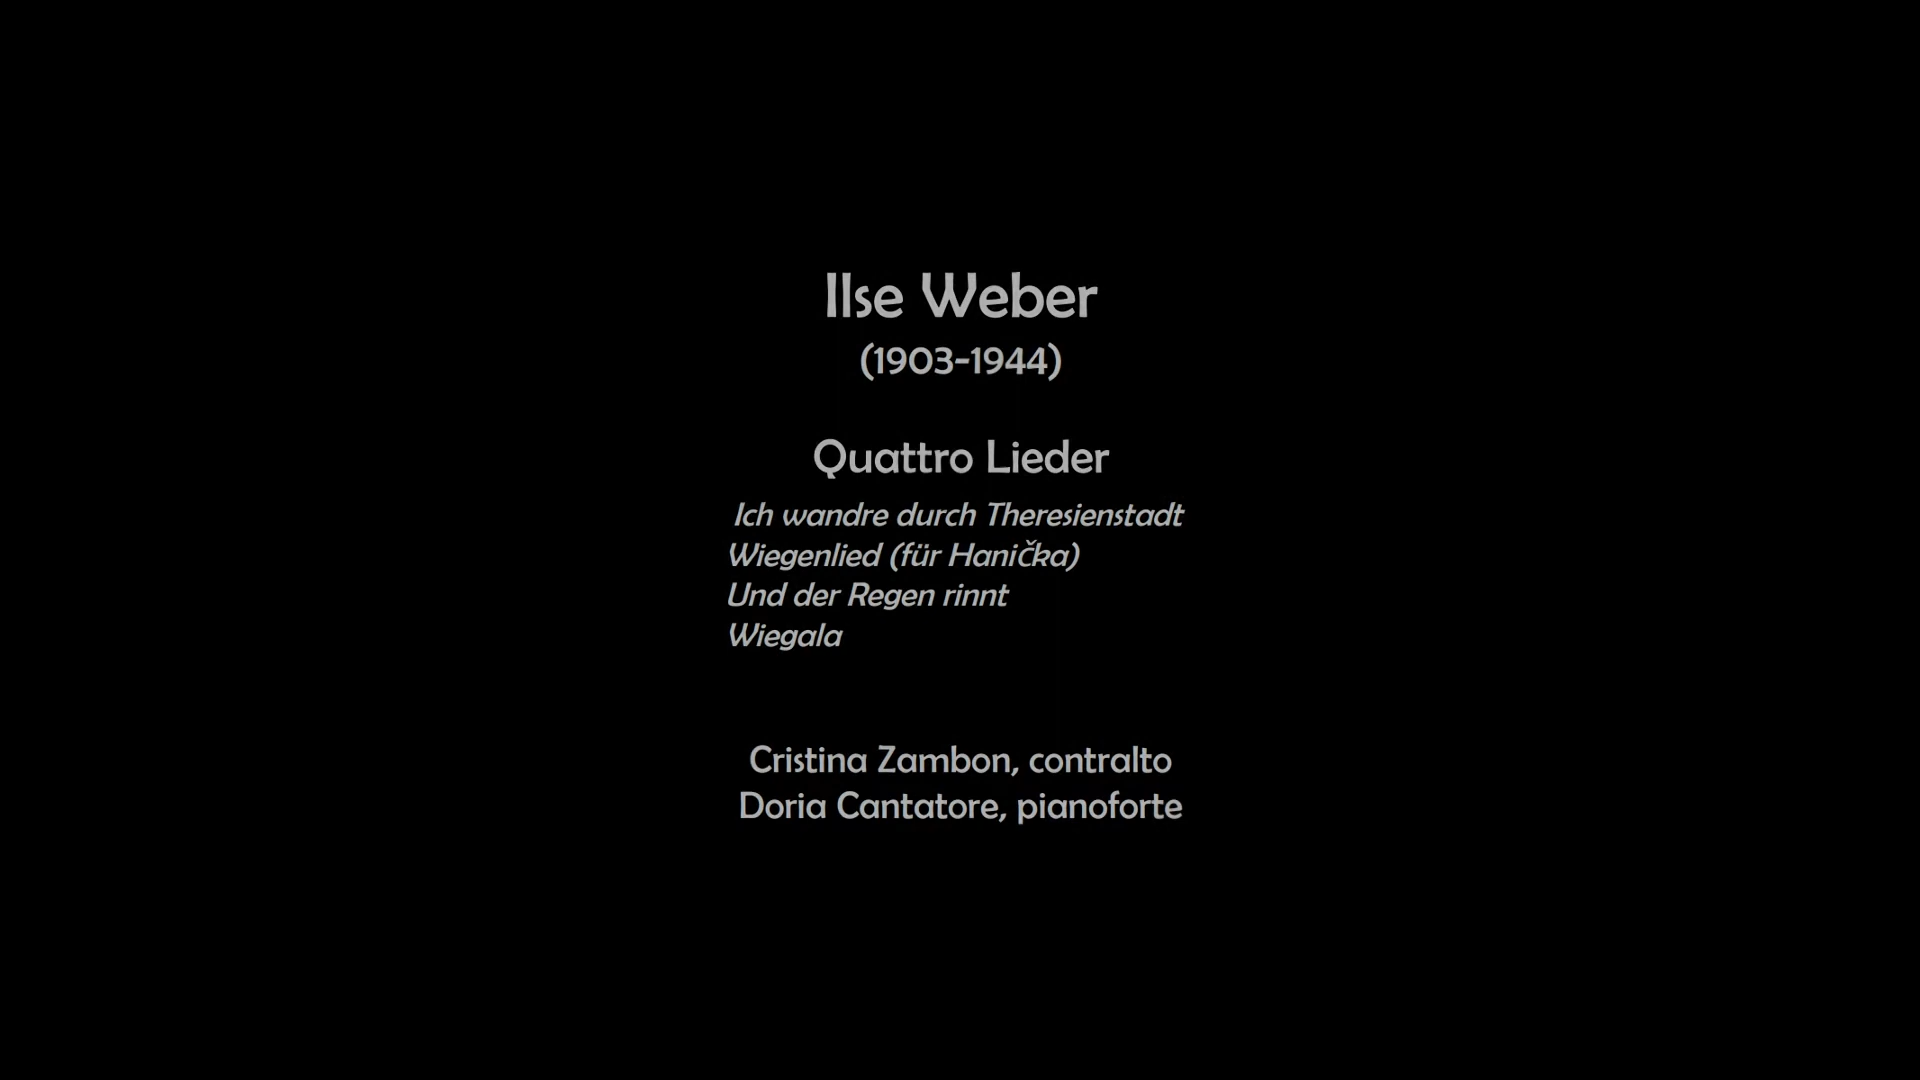 Ilse Weber
(1903-1944)
Quattro Lieder
Ich wandre durch Theresienstadt
Wiegenlied (für Hanička)
Und der Regen rinnt
Wiegala
Cristina Zambon, contralto
Doria Cantatore, pianoforte